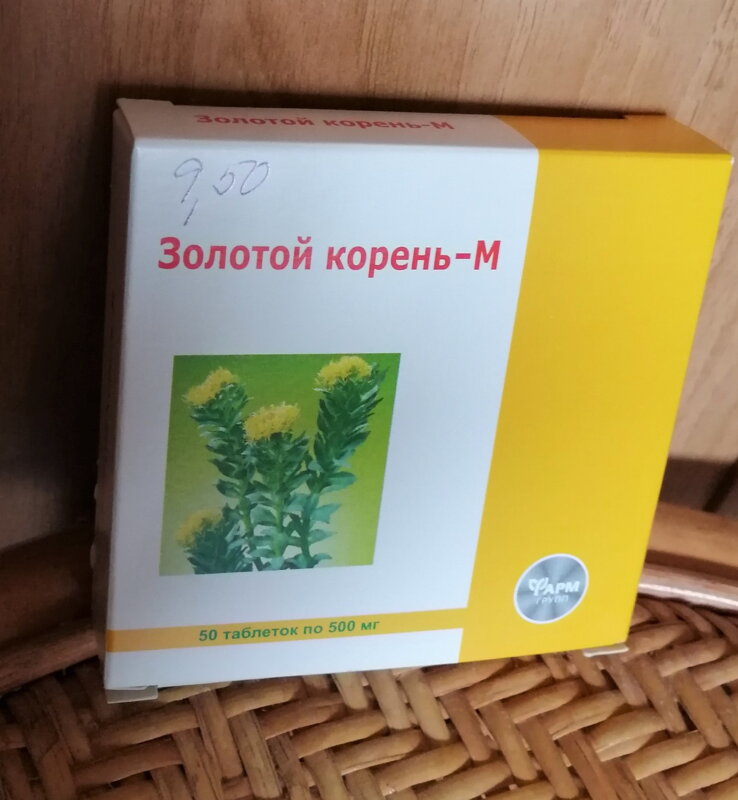 Золотой корень-М
9,50
Золотой корень-М
ФАРМ
ГРУПП
50 таблеток по 500 мг